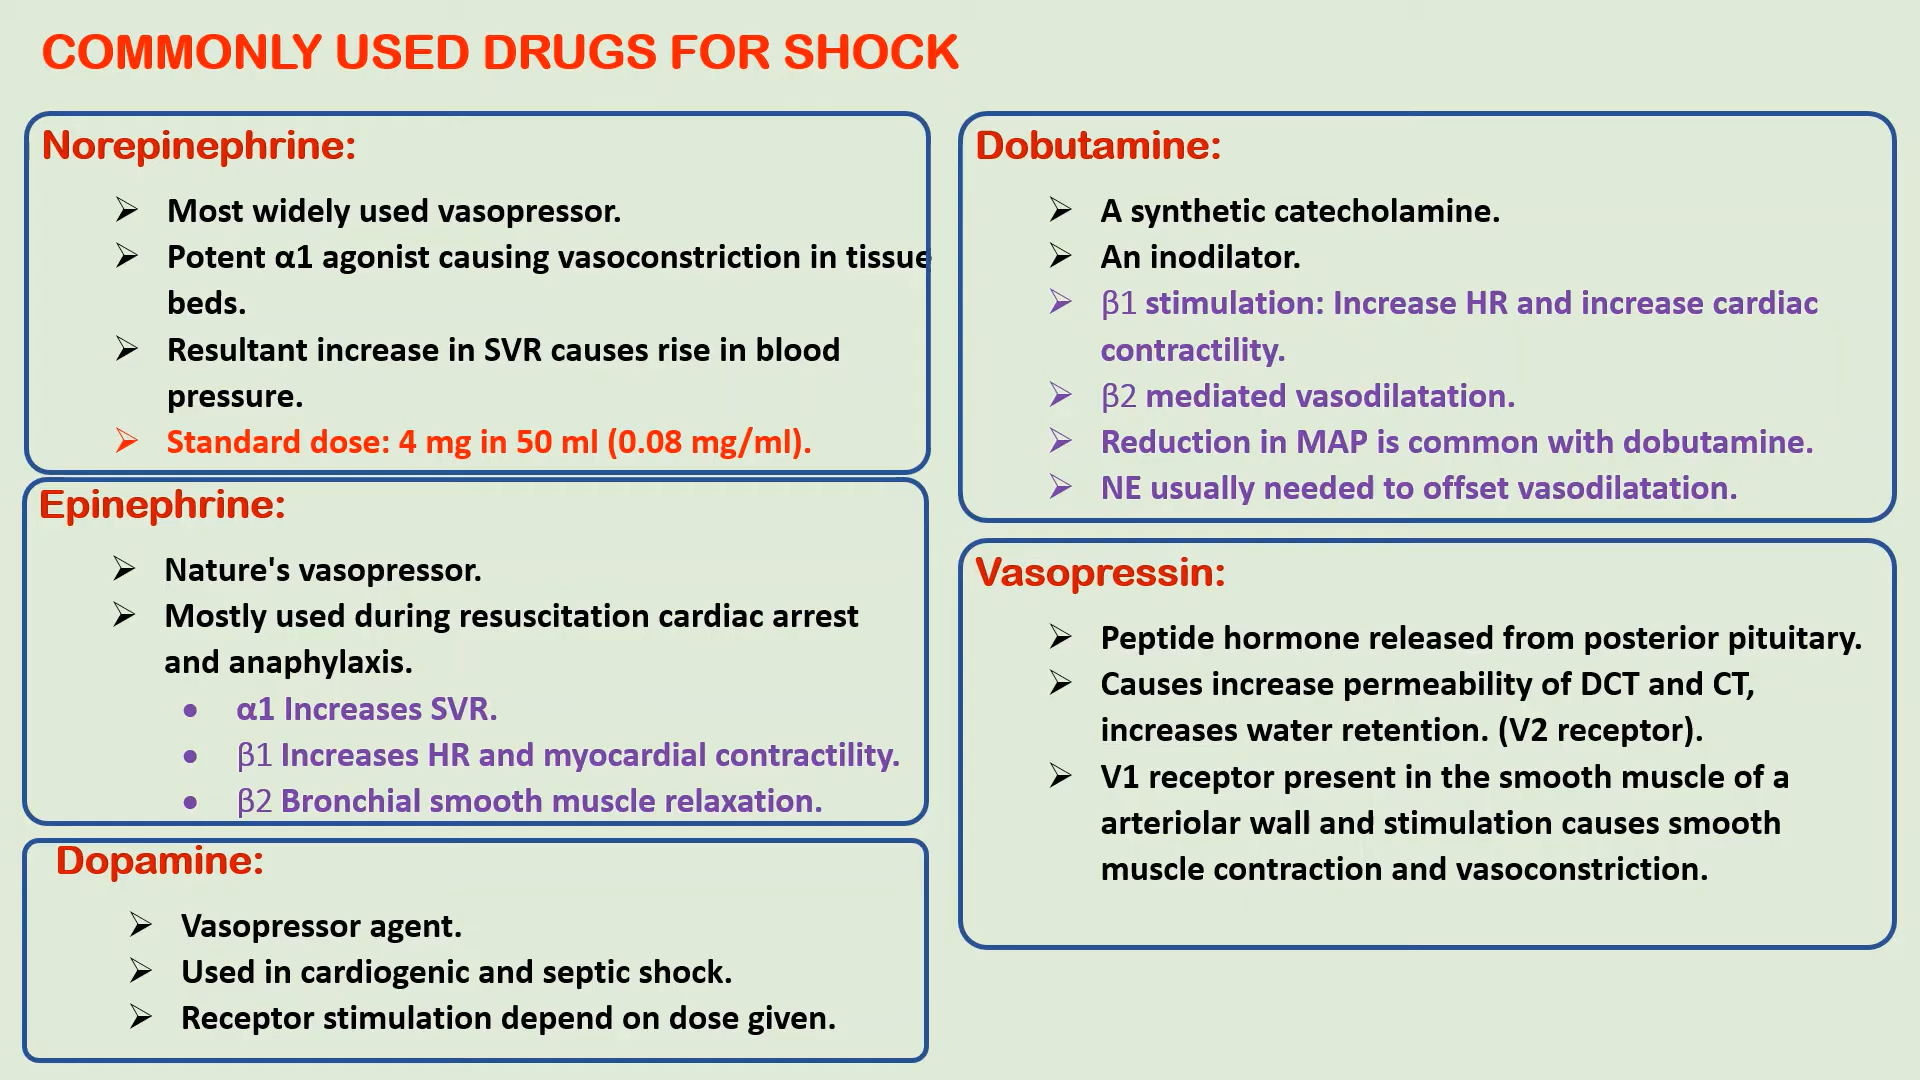 COMMONLY USED DRUGS FOR SHOCK
Norepinephrine:
➢ Most widely used vasopressor.
➢ Potent α1 agonist causing vasoconstriction in tissue
beds.
➢ Resultant increase in SVR causes rise in blood
pressure.
➢ Standard dose: 4 mg in 50 ml (0.08 mg/ml).
Epinephrine:
➢ Nature's vasopressor.
➢ Mostly used during resuscitation cardiac arrest
and anaphylaxis.
• α1 Increases SVR.
• β1 Increases HR and myocardial contractility.
• β2 Bronchial smooth muscle relaxation.
Dopamine:
➢ Vasopressor agent.
➢ Used in cardiogenic and septic shock.
➢ Receptor stimulation depend on dose given.
Dobutamine:
➢ A synthetic catecholamine.
➢ An inodilator.
➢ β1 stimulation: Increase HR and increase cardiac
contractility.
➢ β2 mediated vasodilatation.
➢ Reduction in MAP is common with dobutamine.
➢ NE usually needed to offset vasodilatation.
Vasopressin:
➢ Peptide hormone released from posterior pituitary.
➢ Causes increase permeability of DCT and CT,
increases water retention. (V2 receptor).
➢ V1 receptor present in the smooth muscle of a
arteriolar wall and stimulation causes smooth
muscle contraction and vasoconstriction.